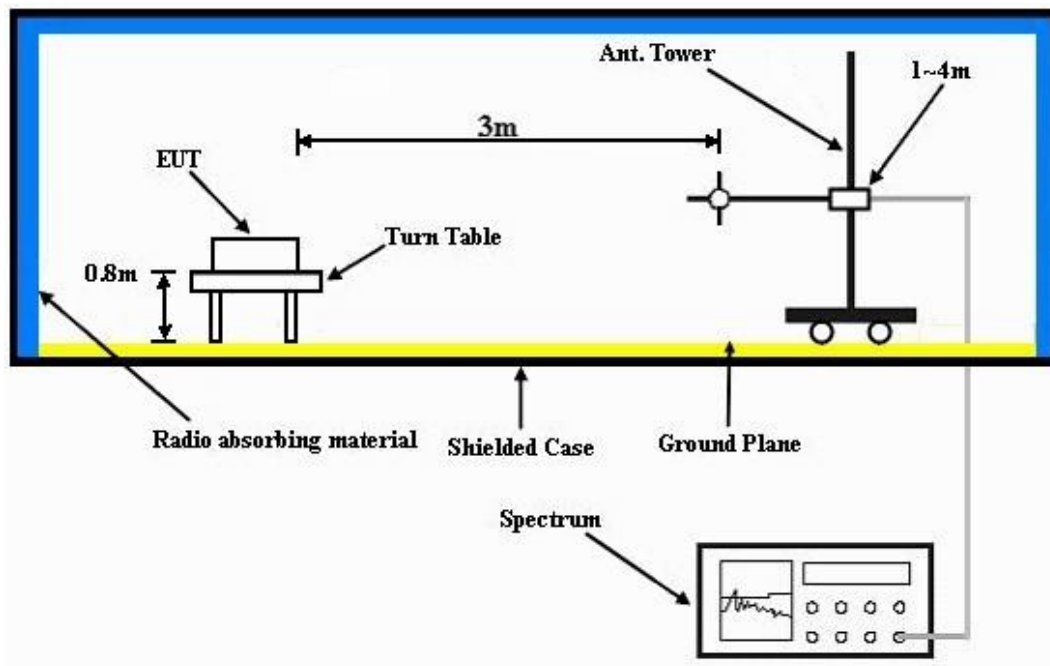 Ant. Tower
1~4m
3m
EUT
Turn Table
0.8m
Radio absorbing material
Shielded Case
Ground Plane
Spectrum